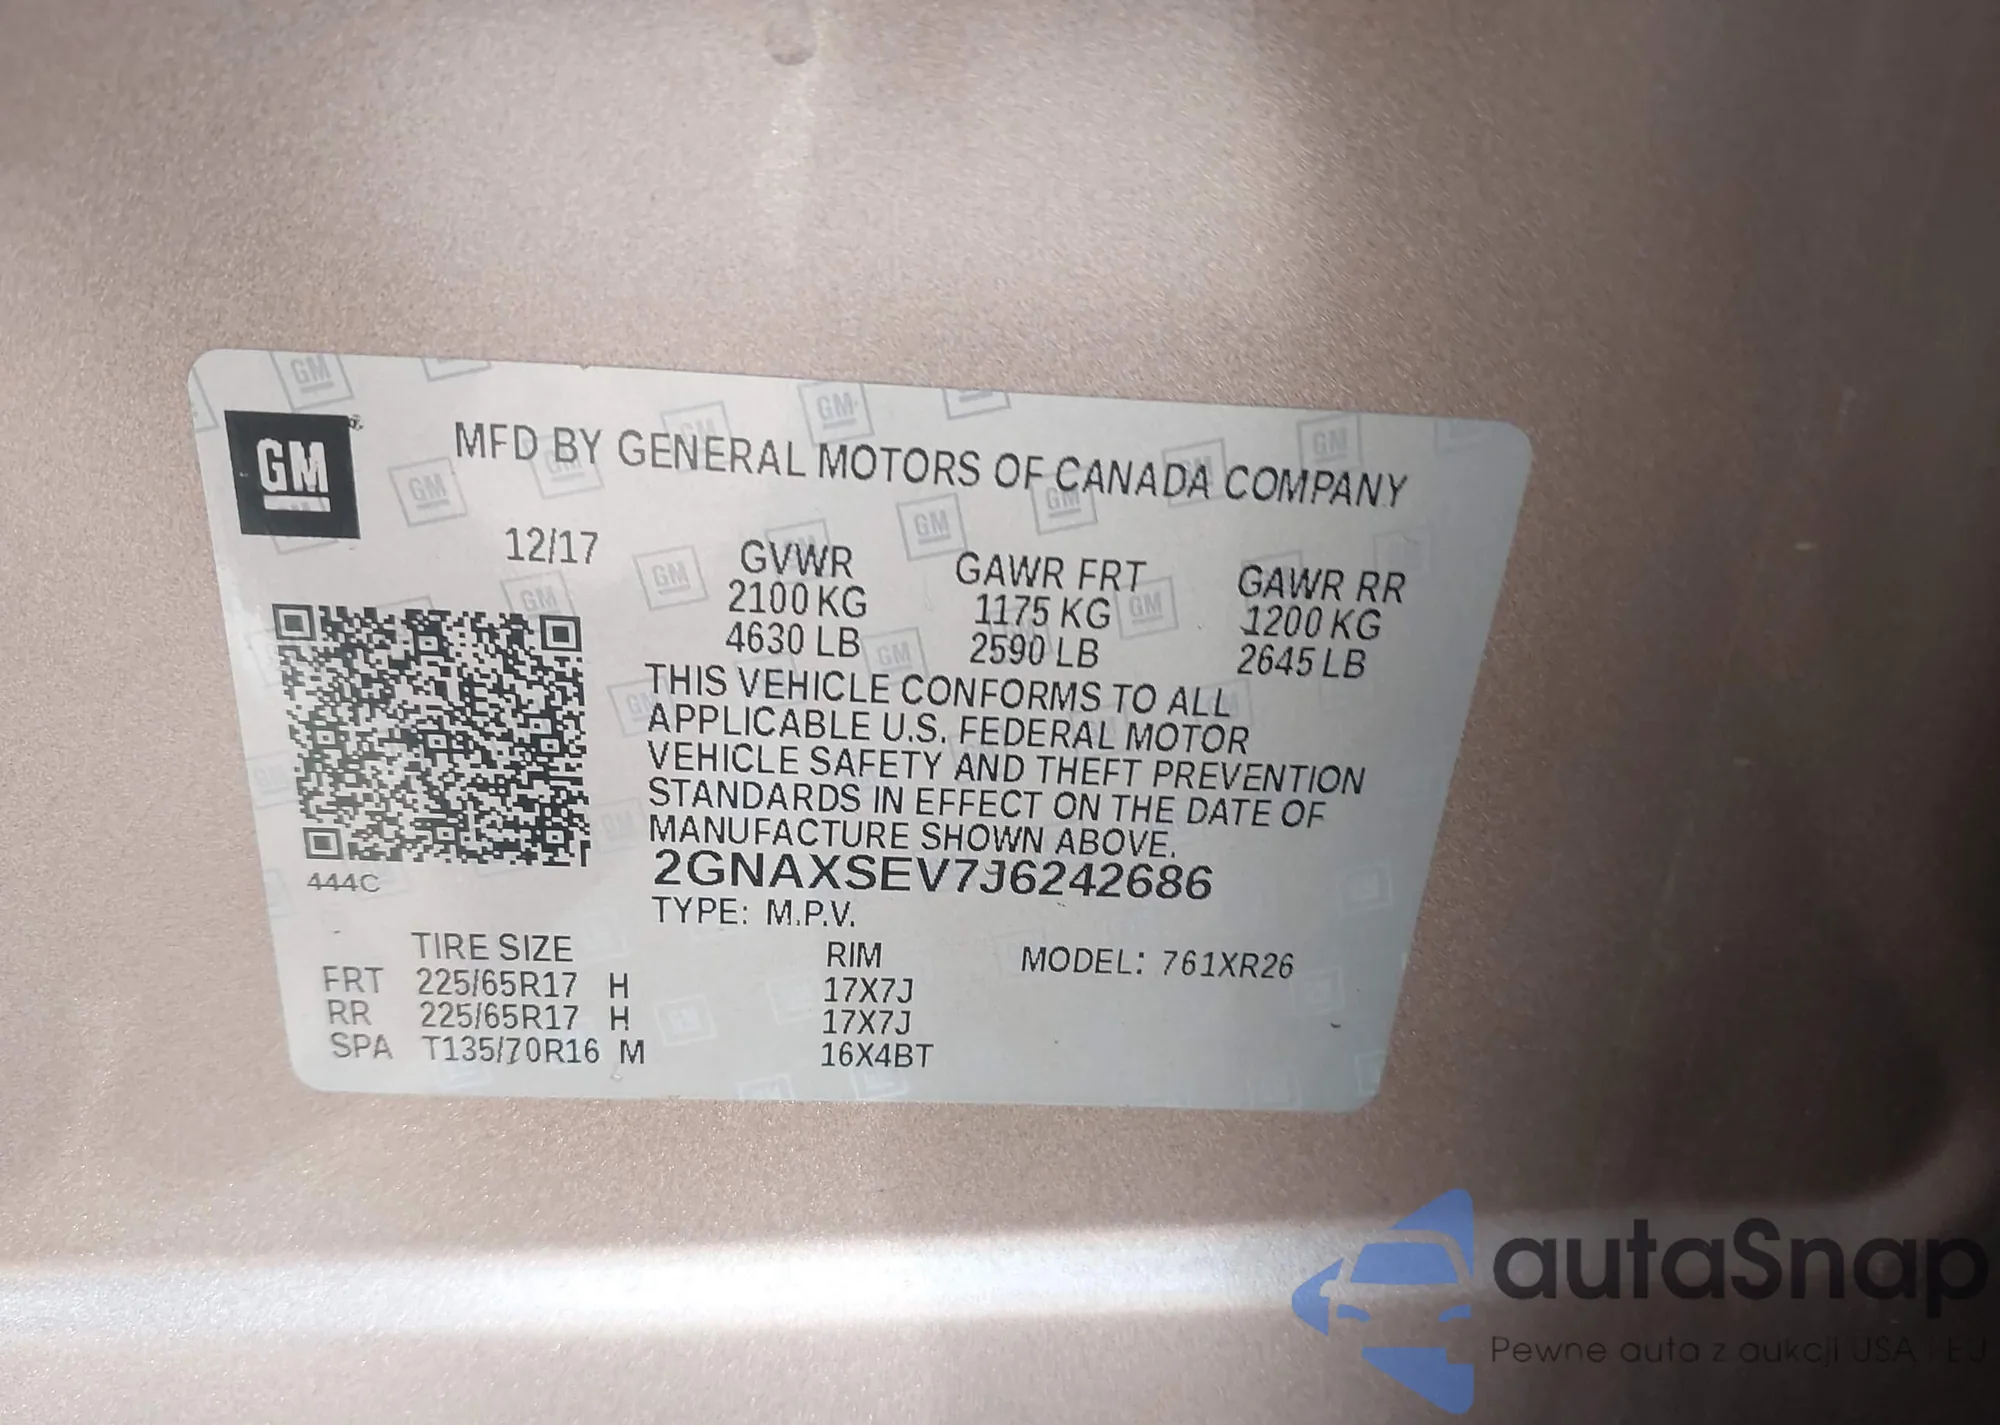 GM
MFD BY GENERAL MOTORS OF CANADA COMPANY
12/17
GVWR GAWR FRT GAWR RR
2100 KG 1175 KG 1200 KG
4630 LB 2590 LB 2645 LB
THIS VEHICLE CONFORMS TO ALL
APPLICABLE U.S. FEDERAL MOTOR
VEHICLE SAFETY AND THEFT PREVENTION
STANDARDS IN EFFECT ON THE DATE OF
MANUFACTURE SHOWN ABOVE.
444C
2GNAXSEV7J6242686
TYPE: M.P.V.
TIRE SIZE RIM MODEL: 761XR26
FRT 225/65R17 H 17X7J
RR 225/65R17 H 17X7J
SPA T135/70R16 M 16X4BT
autaSnap
Pewne auta z aukcji USA i EJ